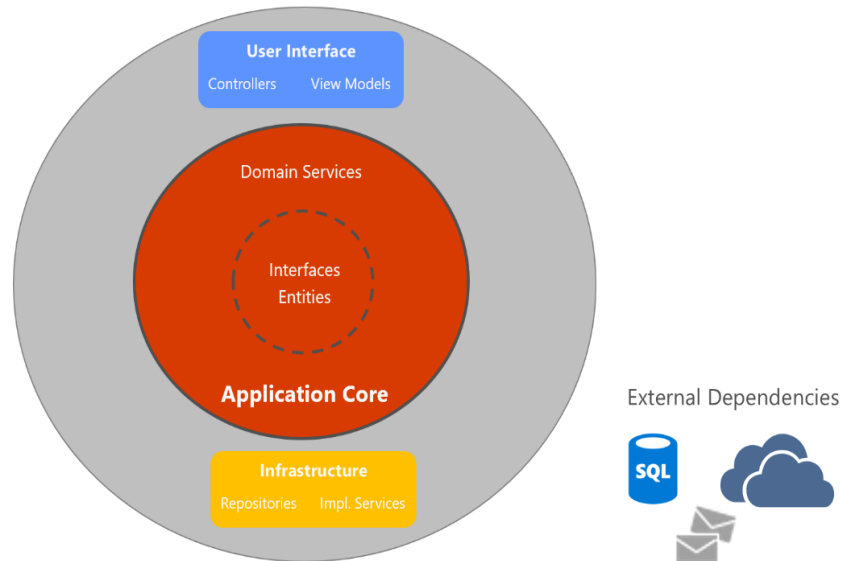 User Interface
Controllers View Models
Domain Services
Interfaces
Entities
Application Core
Infrastructure
Repositories Impl. Services
External Dependencies
SQL